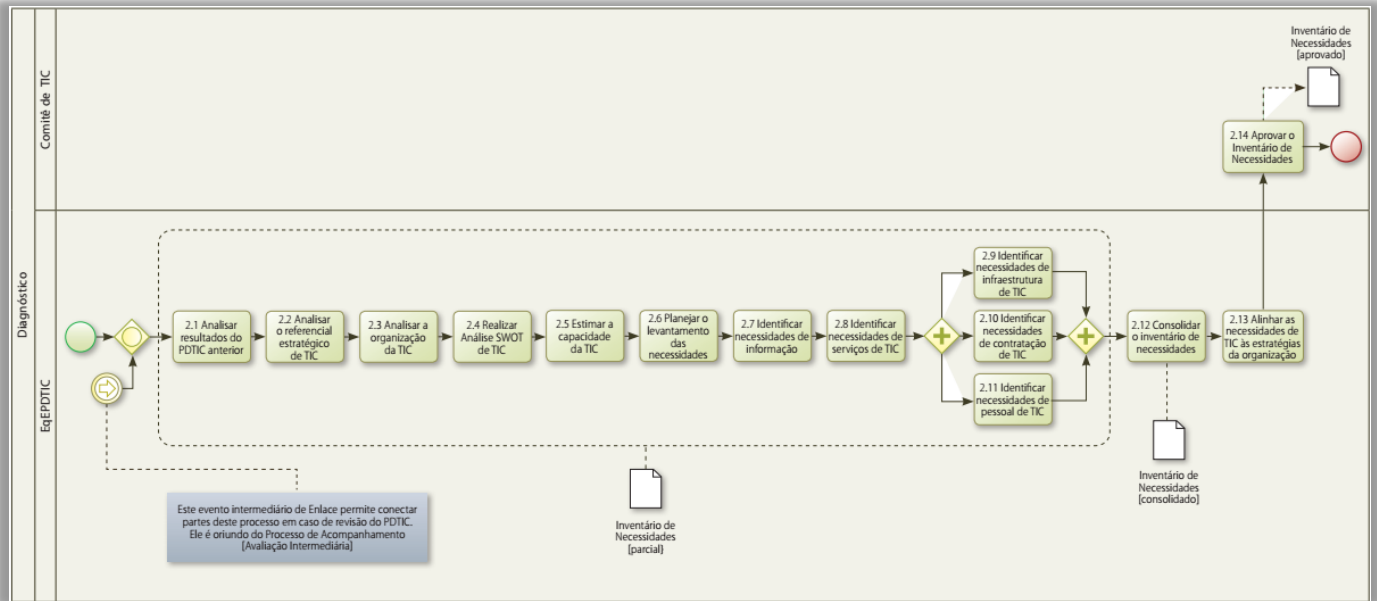 Diagnóstico
Comitê de TIC
Inventário de
Necessidades
[aprovado]
2.14 Aprovar o
Inventário de
Necessidades
EqEPDTIC
2.1 Analisar
resultados do
PDTIC anterior
2.2 Analisar
o referencial
estratégico
de TIC
2.3 Analisar a
organização
da TIC
2.4 Realizar
Análise SWOT
de TIC
2.5 Estimar a
capacidade
da TIC
2.6 Planejar o
levantamento
das
necessidades
2.7 Identificar
necessidades
de informação
2.8 Identificar
necessidades de
serviços de TIC
2.9 Identificar
necessidades de
infraestrutura
de TIC
2.10 Identificar
necessidades
de contratação
de TIC
2.11 Identificar
necessidades de
pessoal de TIC
2.12 Consolidar
o inventário de
necessidades
2.13 Alinhar as
necessidades de
TIC às estratégias
da organização
Este evento intermediário de Enlace permite conectar
partes deste processo em caso de revisão do PDTIC.
Ele é oriundo do Processo de Acompanhamento
[Avaliação Intermediária]
Inventário de
Necessidades
[parcial}
Inventário de
Necessidades
[consolidado]